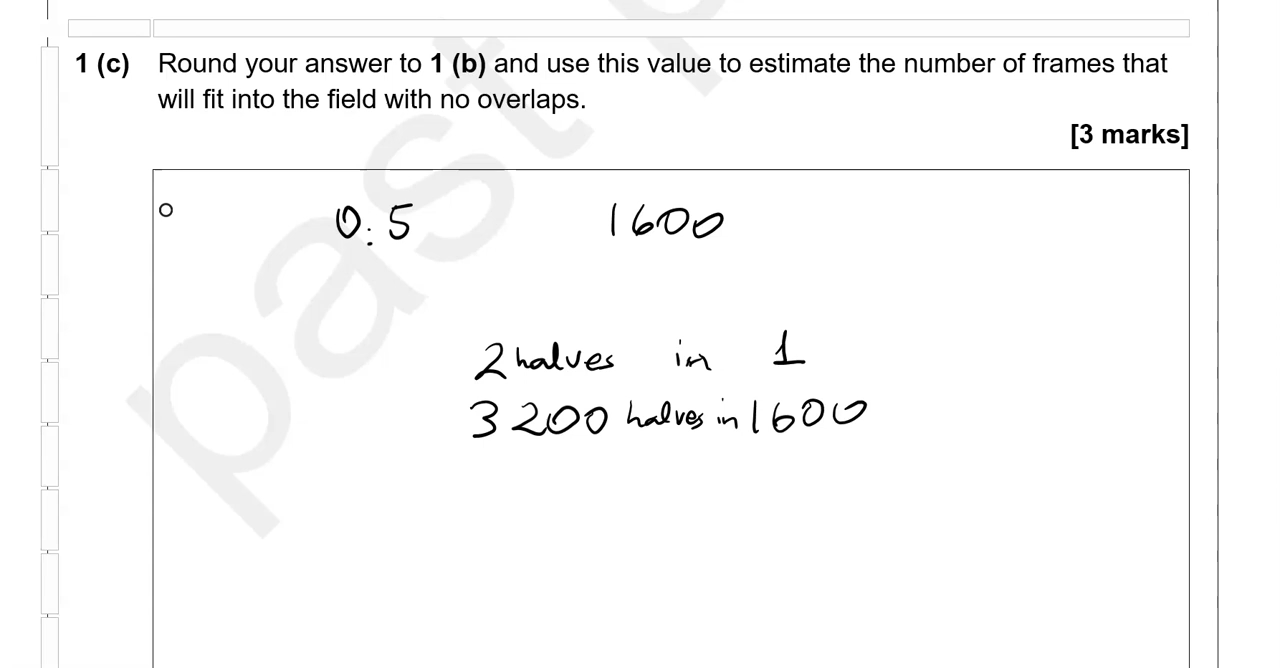 1 (c) Round your answer to 1 (b) and use this value to estimate the number of frames that
will fit into the field with no overlaps.
[3 marks]
0.5 1600
2 halves in 1
3200 halves in 1600
past p